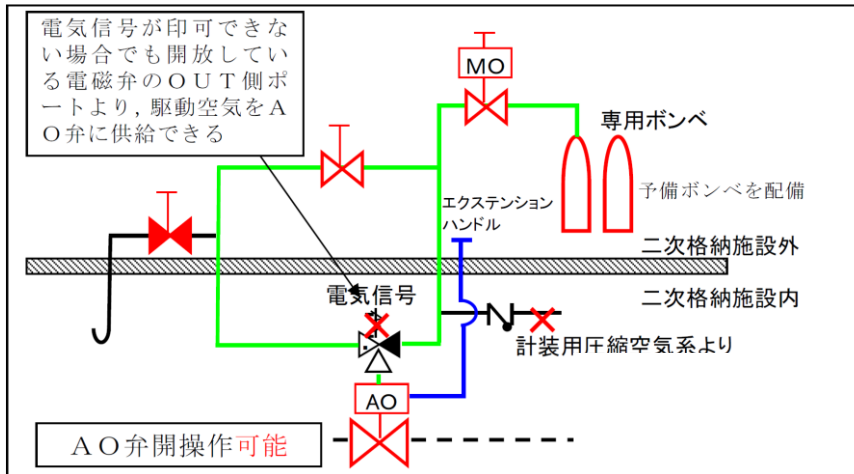 電気信号が印可できな
い場合でも開放してい
る電磁弁のＯＵＴ側ポ
ートより，駆動空気をＡ
Ｏ弁に供給できる
MO
専用ボンベ
予備ボンベを配備
エクステンション
ハンドル
二次格納施設外
二次格納施設内
電気信号
計装用圧縮空気系より
AO
ＡＯ弁開操作可能